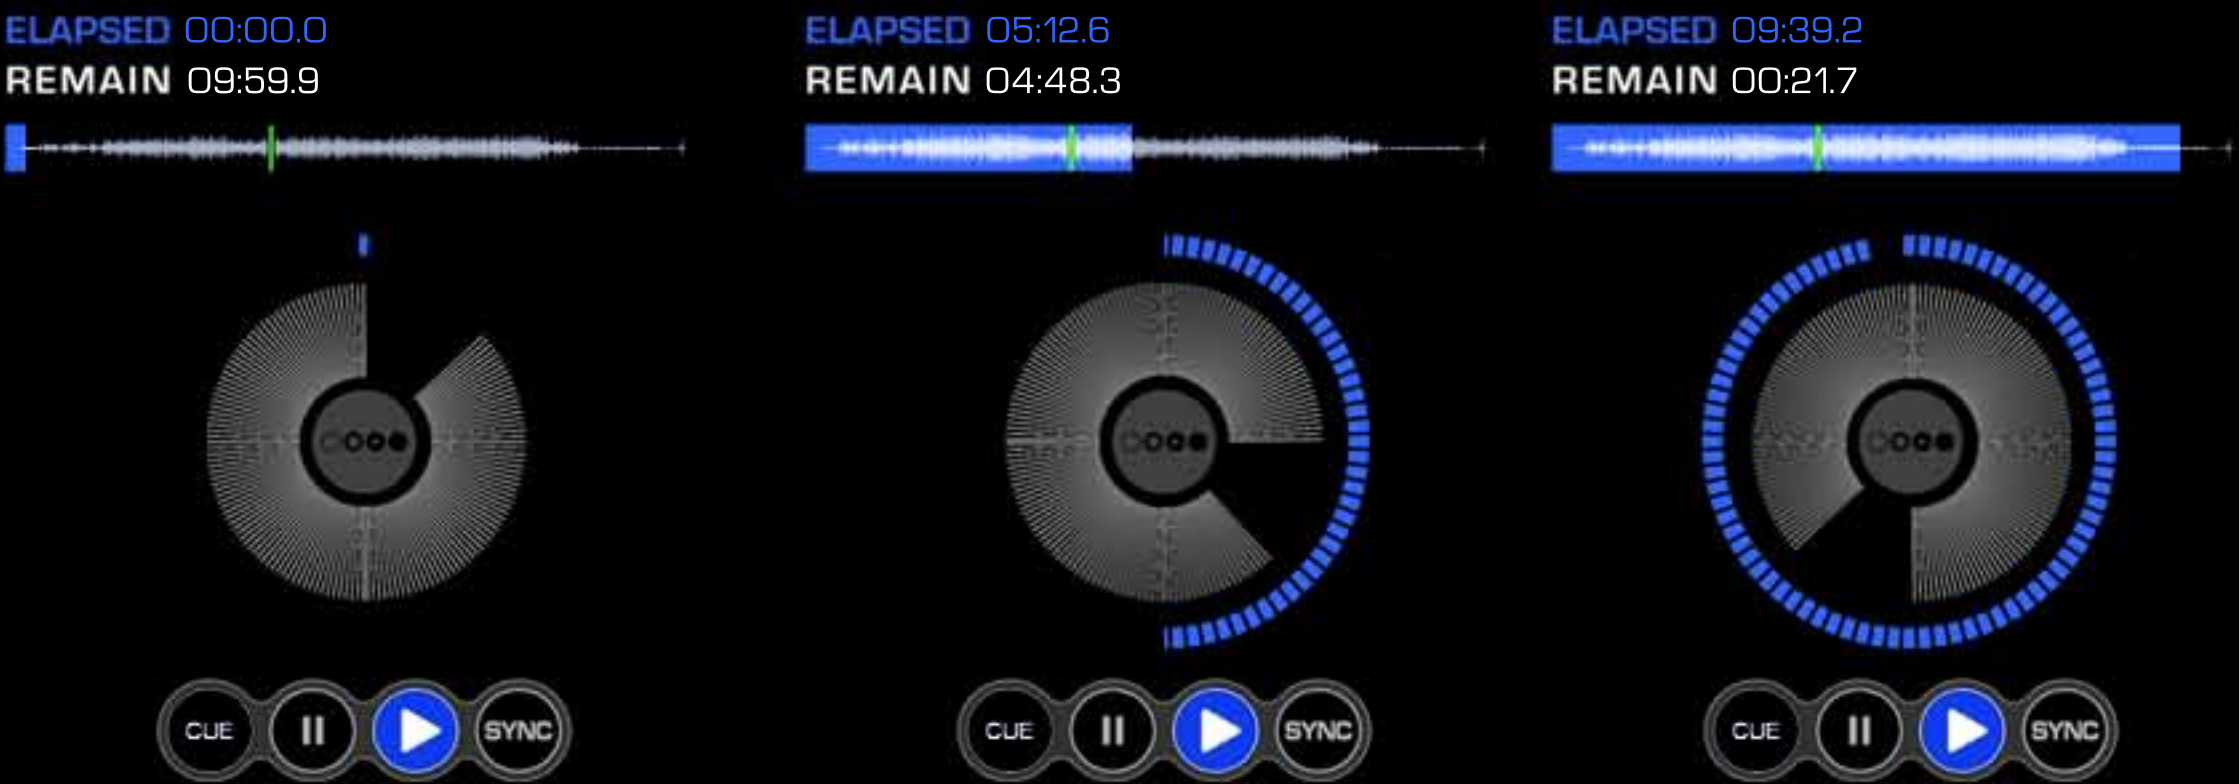 ELAPSED 00:00.0
REMAIN 09:59.9
CUE
SYNC
ELAPSED 05:12.6
REMAIN 04:48.3
CUE
SYNC
ELAPSED 09:39.2
REMAIN 00:21.7
CUE
SYNC